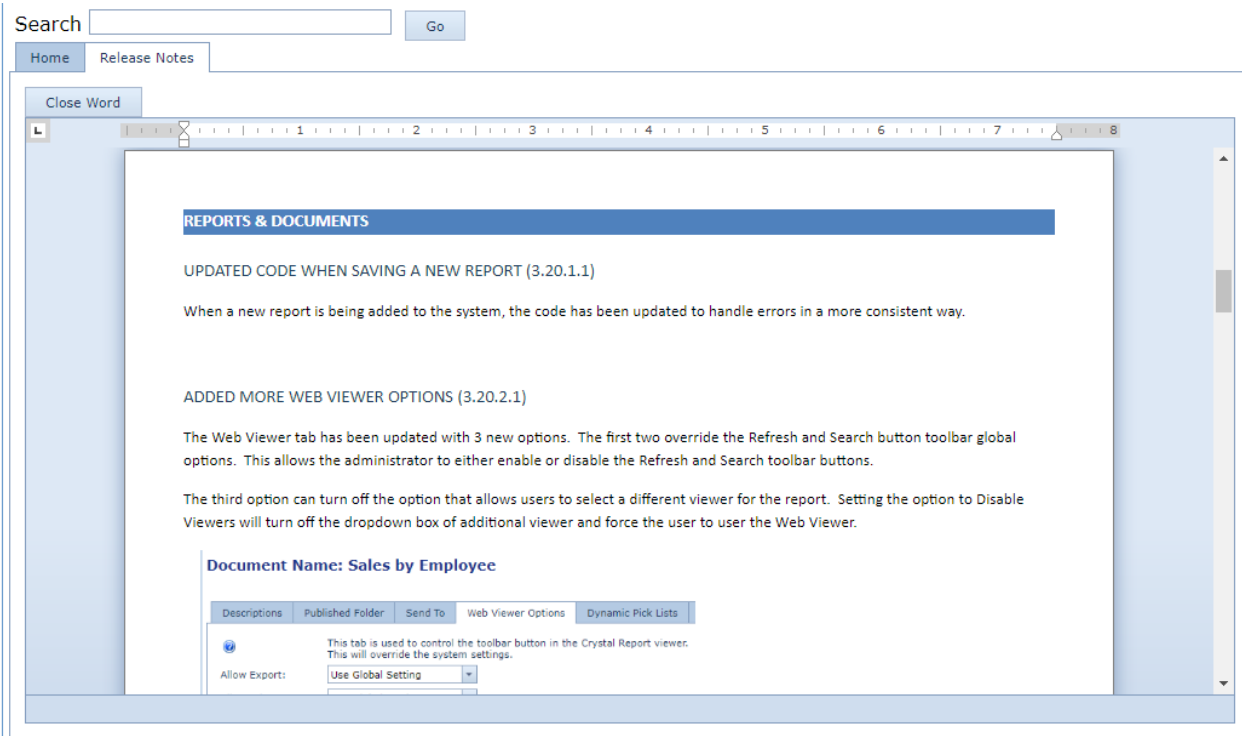 Search
Go
Home
Release Notes
Close Word
L
1 2 3 4 5 6 7 8
REPORTS & DOCUMENTS
UPDATED CODE WHEN SAVING A NEW REPORT (3.20.1.1)
When a new report is being added to the system, the code has been updated to handle errors in a more consistent way.
ADDED MORE WEB VIEWER OPTIONS (3.20.2.1)
The Web Viewer tab has been updated with 3 new options.  The first two override the Refresh and Search button toolbar global
options.  This allows the administrator to either enable or disable the Refresh and Search toolbar buttons.
The third option can turn off the option that allows users to select a different viewer for the report.  Setting the option to Disable
Viewers will turn off the dropdown box of additional viewer and force the user to user the Web Viewer.
Document Name: Sales by Employee
Descriptions Published Folder Send To Web Viewer Options Dynamic Pick Lists
This tab is used to control the toolbar button in the Crystal Report viewer.
This will override the system settings.
Allow Export: Use Global Setting